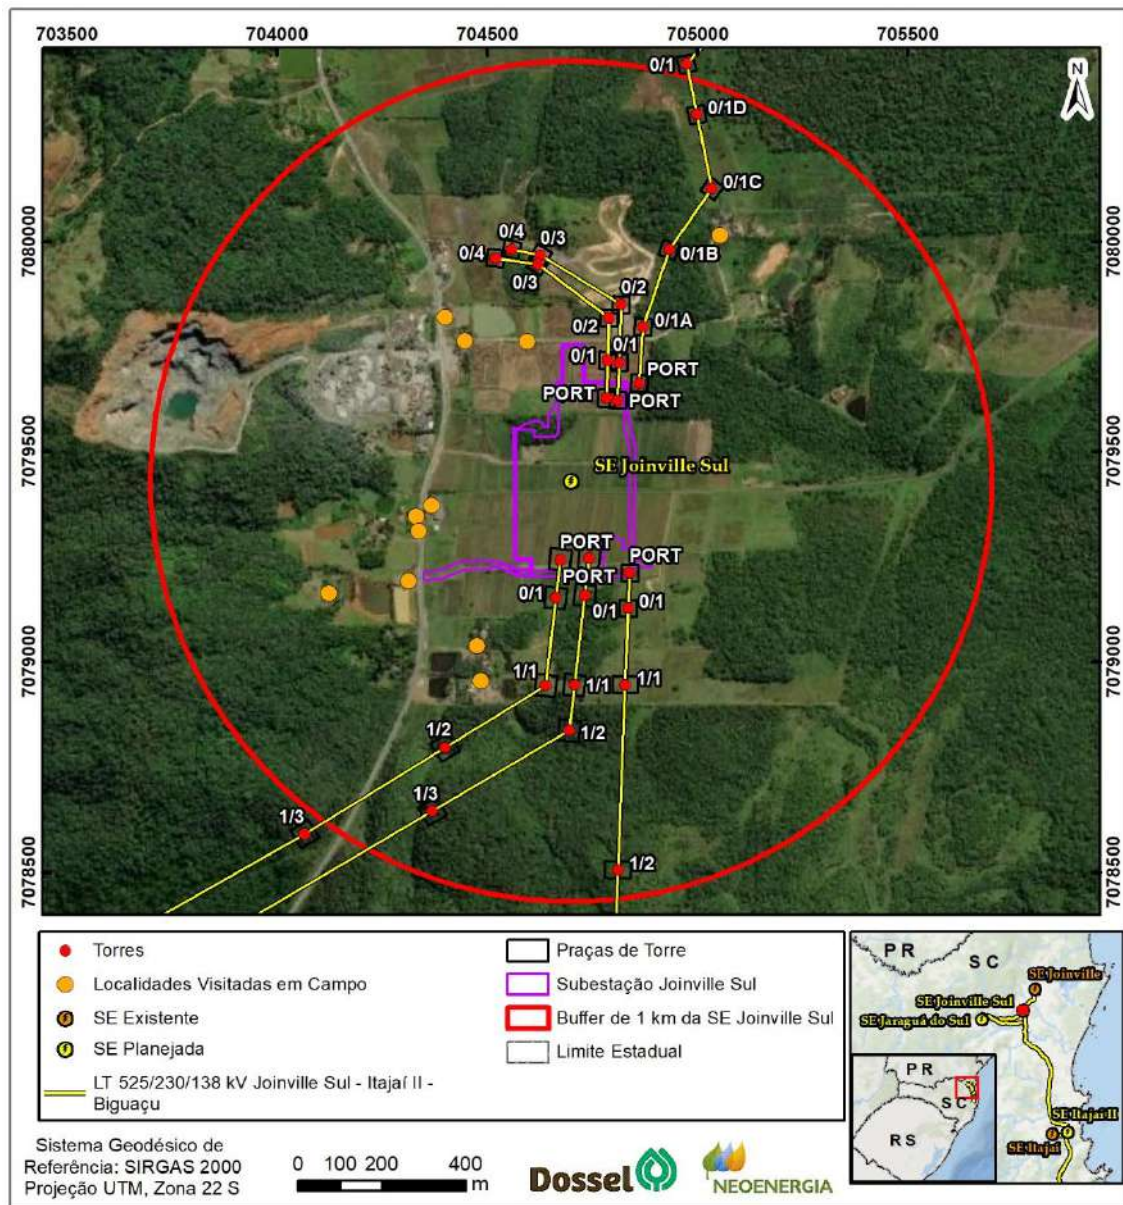 703500
704000
704500
705000
705500
N
0/1
0/1D
0/1C
7080000
7080000
0/4
0/3
0/4
0/1B
0/3
0/2
0/2
0/1A
0/1
0/1
PORT
PORT
PORT
7079500
7079500
SE Joinville Sul
PORT
PORT
PORT
0/1
0/1
0/1
7079000
7079000
1/1
1/1
1/1
1/2
1/2
1/3
1/3
7078500
7078500
1/2
Torres
Localidades Visitadas em Campo
SE Existente
SE Planejada
LT 525/230/138 kV Joinville Sul - Itajaí II -
Biguaçu
Praças de Torre
Subestação Joinville Sul
Buffer de 1 km da SE Joinville Sul
Limite Estadual
PR
SC
SE Joinville
SE Joinville Sul
SE Jaraguá do Sul
PR
SC
RS
SE Itajaí II
SE Itajaí
Sistema Geodésico de
Referência: SIRGAS 2000
Projeção UTM, Zona 22 S
0 100 200 400
m
Dossel
NEOENERGIA